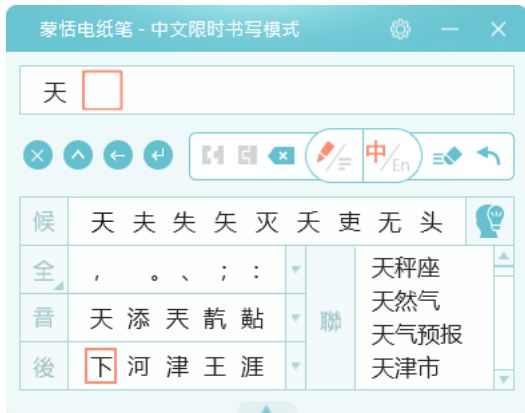 蒙恬电纸笔 - 中文限时书写模式
天
中/En
候 天 夫 失 矢 灭 夭 吏 无 头
全 , 。 、 ; :
音 天 添 兲 靔 黇
後 下 河 津 王 涯
聯
天秤座
天然气
天气预报
天津市